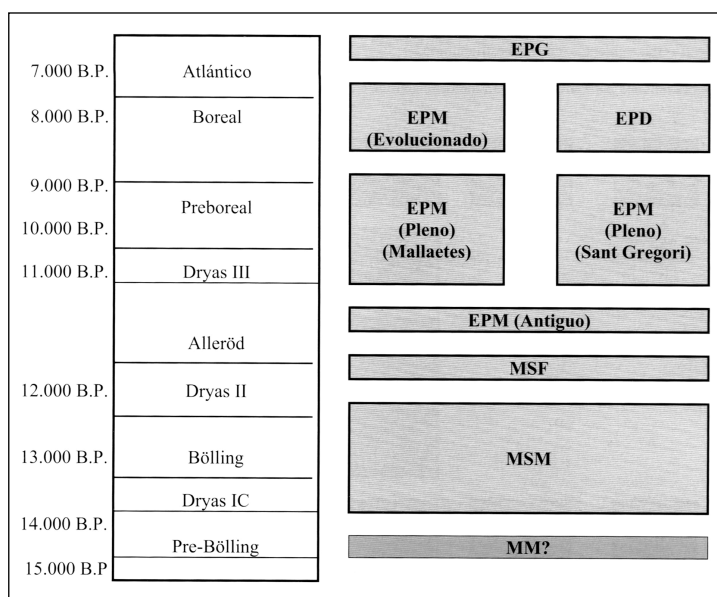 EPG
7.000 B.P.
Atlántico
8.000 B.P.
Boreal
EPM
(Evolucionado)
EPD
9.000 B.P.
Preboreal
10.000 B.P.
EPM
(Pleno)
(Mallaetes)
EPM
(Pleno)
(Sant Gregori)
11.000 B.P.
Dryas III
EPM (Antiguo)
Alleröd
MSF
12.000 B.P.
Dryas II
13.000 B.P.
Bölling
MSM
Dryas IC
14.000 B.P.
Pre-Bölling
MM?
15.000 B.P